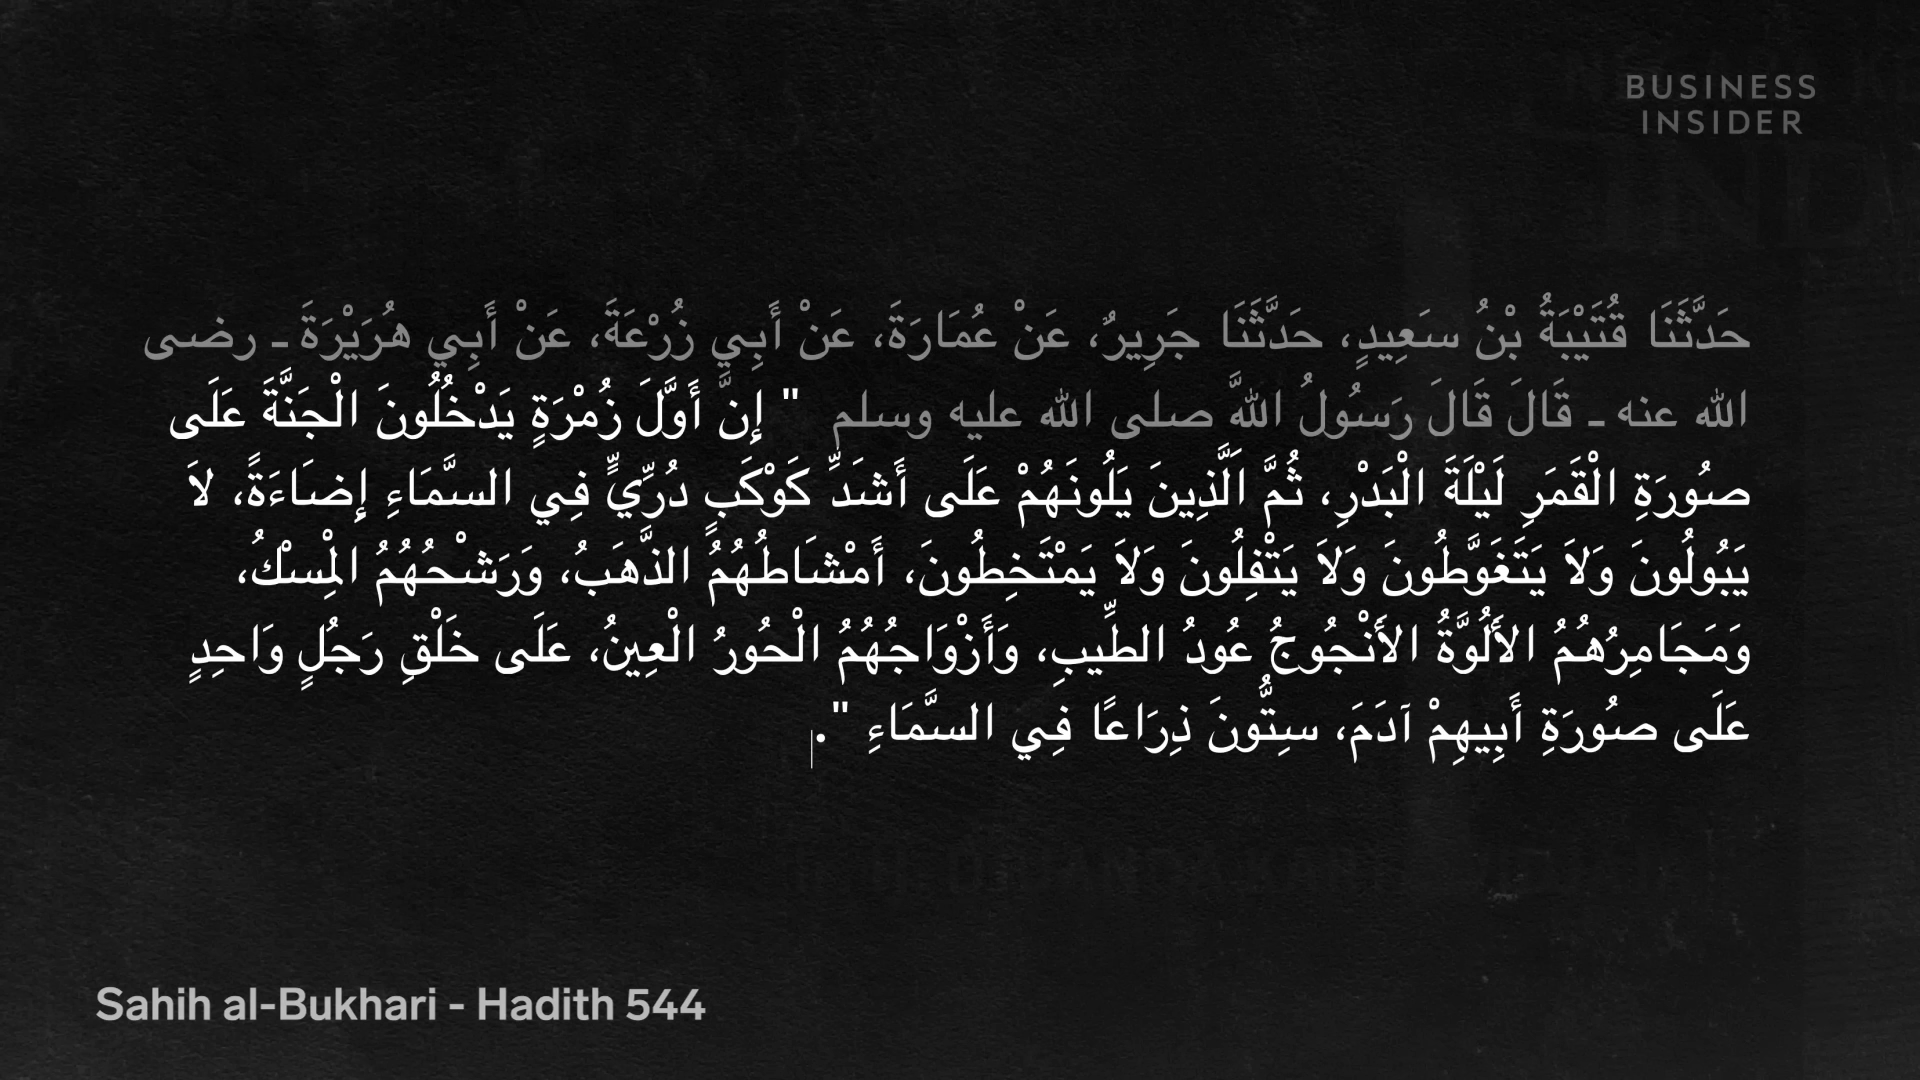 BUSINESS
INSIDER
حَدَّثَنَا قُتَيْبَةُ بْنُ سَعِيدٍ، حَدَّثَنَا جَرِيرٌ، عَنْ عُمَارَةَ، عَنْ أَبِي زُرْعَةَ، عَنْ أَبِي هُرَيْرَةَ ـ رضى
الله عنه ـ قَالَ قَالَ رَسُولُ اللهَّ صلى الله عليه وسلم " إِنَّ أَوَّلَ زُمْرَةٍ يَدْخُلُونَ الْجَنَّةَ عَلَى
صُورَةِ الْقَمَرِ لَيْلَةَ الْبَدْرِ، ثُمَّ الَّذِينَ يَلُونَهُمْ عَلَى أَشَدِّ كَوْكَبٍ دُرِّيٍّ فِي السَّمَاءِ إِضَاءَةً، لاَ
يَبُولُونَ وَلاَ يَتَغَوَّطُونَ وَلاَ يَتْفِلُونَ وَلاَ يَمْتَخِطُونَ، أَمْشَاطُهُمُ الذَّهَبُ، وَرَشْحُهُمُ الْمِسْكُ،
وَمَجَامِرُهُمُ الأَلُوَّةُ الأَنْجُوجُ عُودُ الطِّيبِ، وَأَزْوَاجُهُمُ الْحُورُ الْعِينُ، عَلَى خَلْقِ رَجُلٍ وَاحِدٍ
عَلَى صُورَةِ أَبِيهِمْ آدَمَ، سِتُّونَ ذِرَاعًا فِي السَّمَاءِ ".
Sahih al-Bukhari - Hadith 544